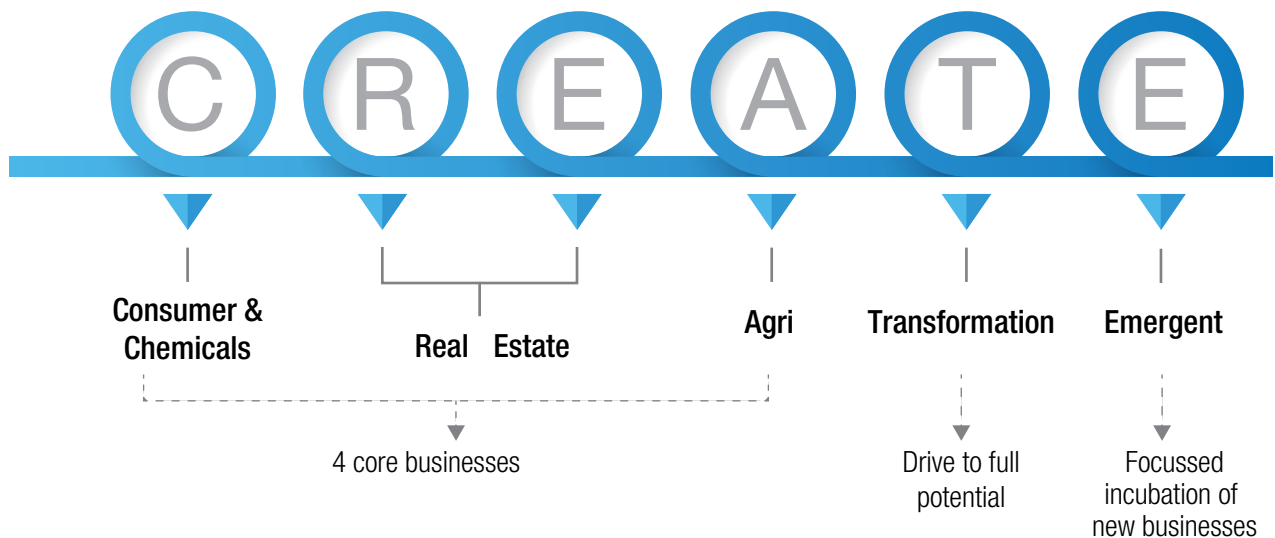 C R E A T E
Consumer &
Chemicals
Real Estate
Agri
Transformation
Emergent
4 core businesses
Drive to full
potential
Focussed
incubation of
new businesses